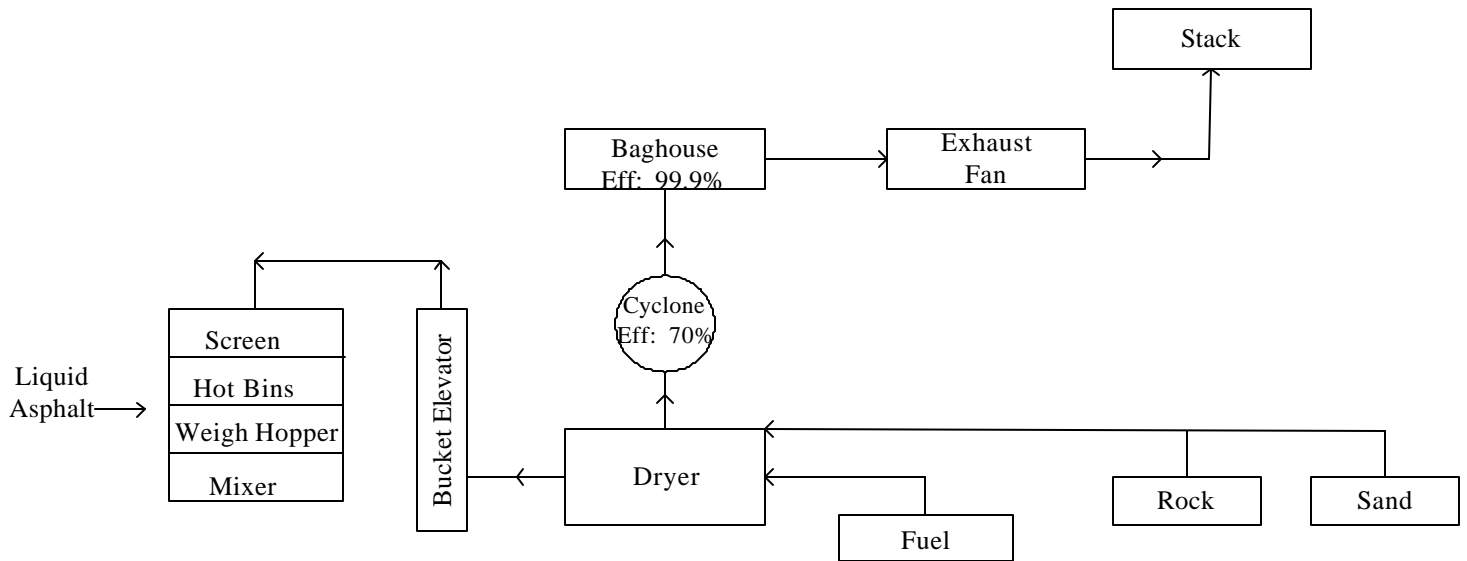 Stack
Baghouse
Eff: 99.9%
Exhaust
Fan
Cyclone
Eff: 70%
Screen
Hot Bins
Weigh Hopper
Mixer
Liquid
Asphalt
Bucket Elevator
Dryer
Rock
Sand
Fuel